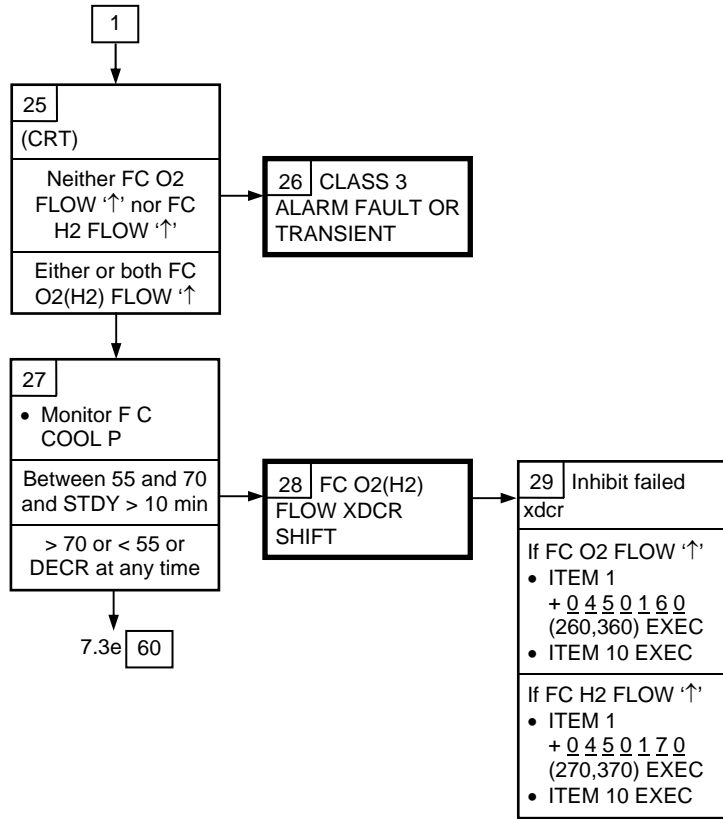 1
25
(CRT)
Neither FC O2
FLOW ‘↑’ nor FC
H2 FLOW ‘↑’
Either or both FC
O2(H2) FLOW ‘↑
26 CLASS 3
ALARM FAULT OR
TRANSIENT
27
• Monitor F C
COOL P
Between 55 and 70
and STDY > 10 min
> 70 or < 55 or
DECR at any time
7.3e 60
28 FC O2(H2)
FLOW XDCR
SHIFT
29 Inhibit failed
xdcr
If FC O2 FLOW ‘↑’
• ITEM 1
+ 0 4 5 0 1 6 0
(260,360) EXEC
• ITEM 10 EXEC
If FC H2 FLOW ‘↑’
• ITEM 1
+ 0 4 5 0 1 7 0
(270,370) EXEC
• ITEM 10 EXEC